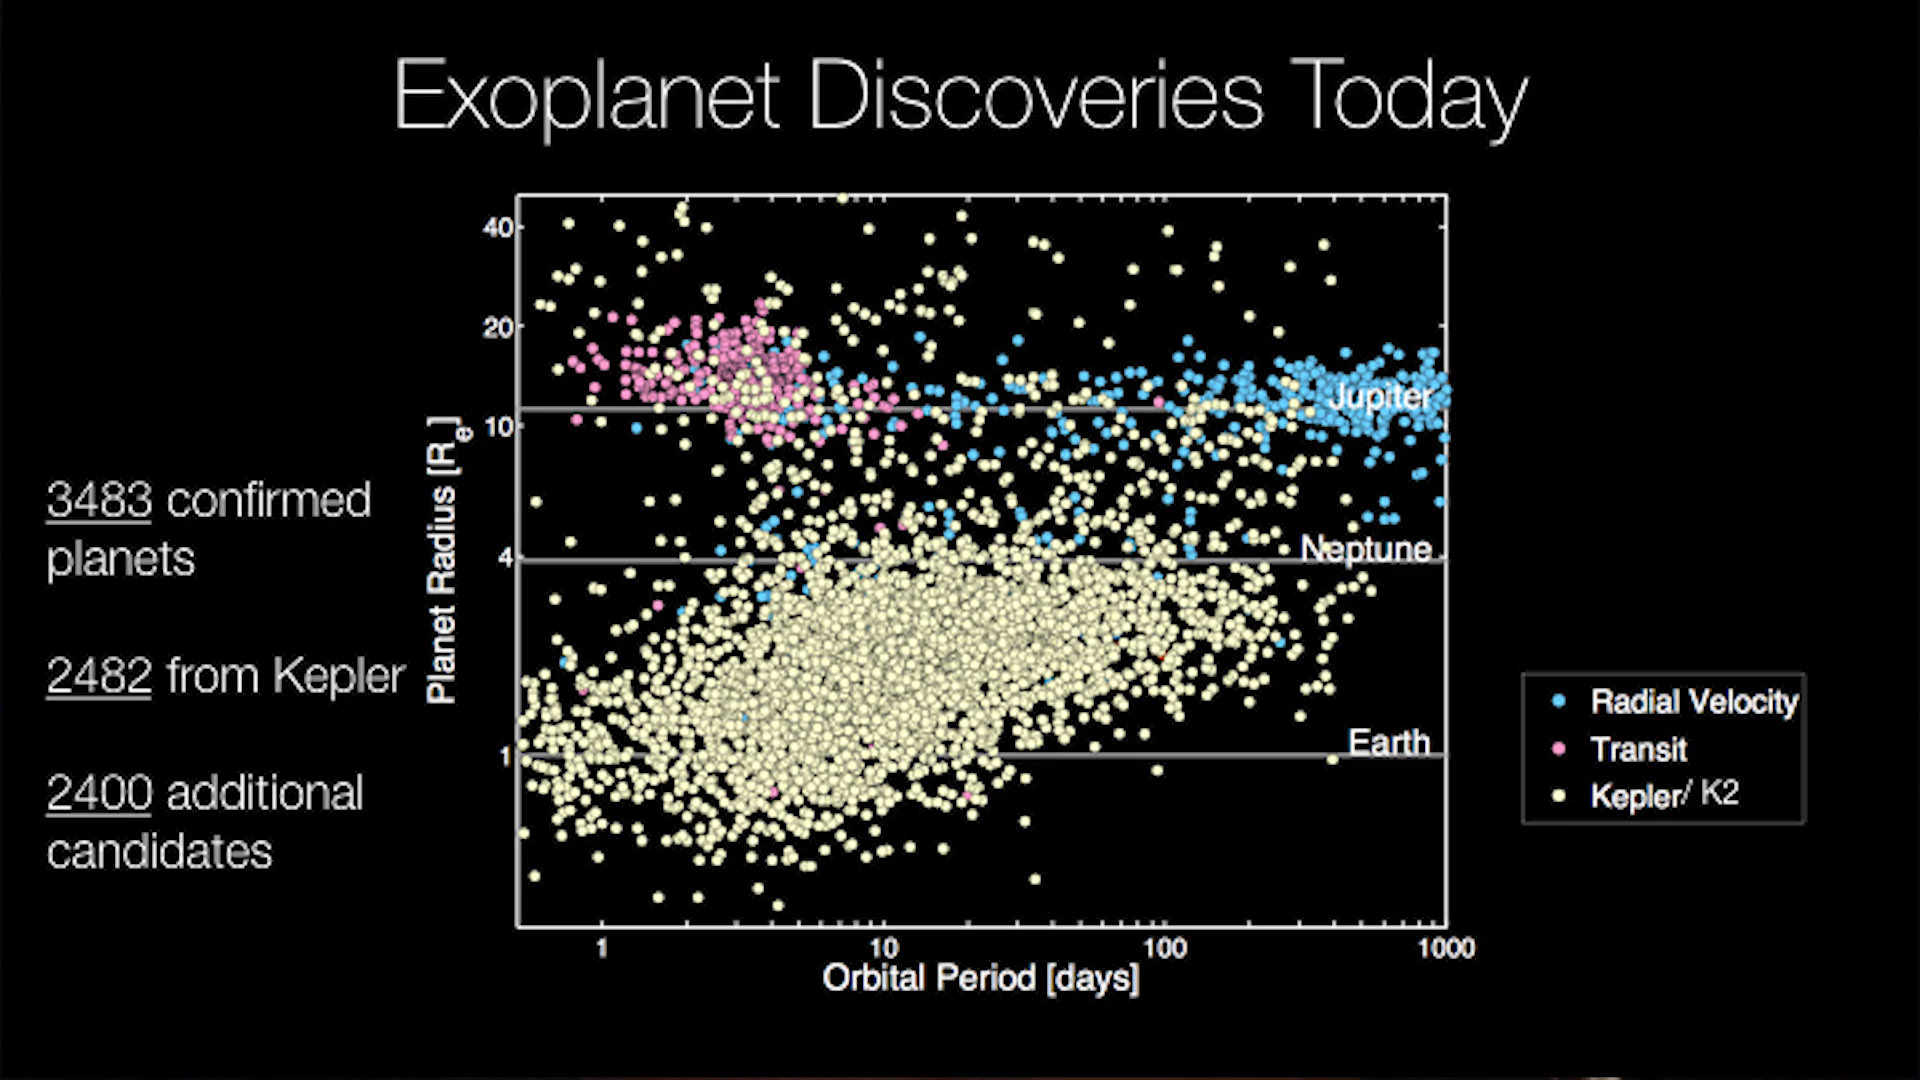 Exoplanet Discoveries Today
3483 confirmed
planets
2482 from Kepler
2400 additional
candidates
Planet Radius [Re]
40
20
10
4
1
Jupiter
Neptune
Earth
1 10 100 1000
Orbital Period [days]
Radial Velocity
Transit
Kepler/ K2